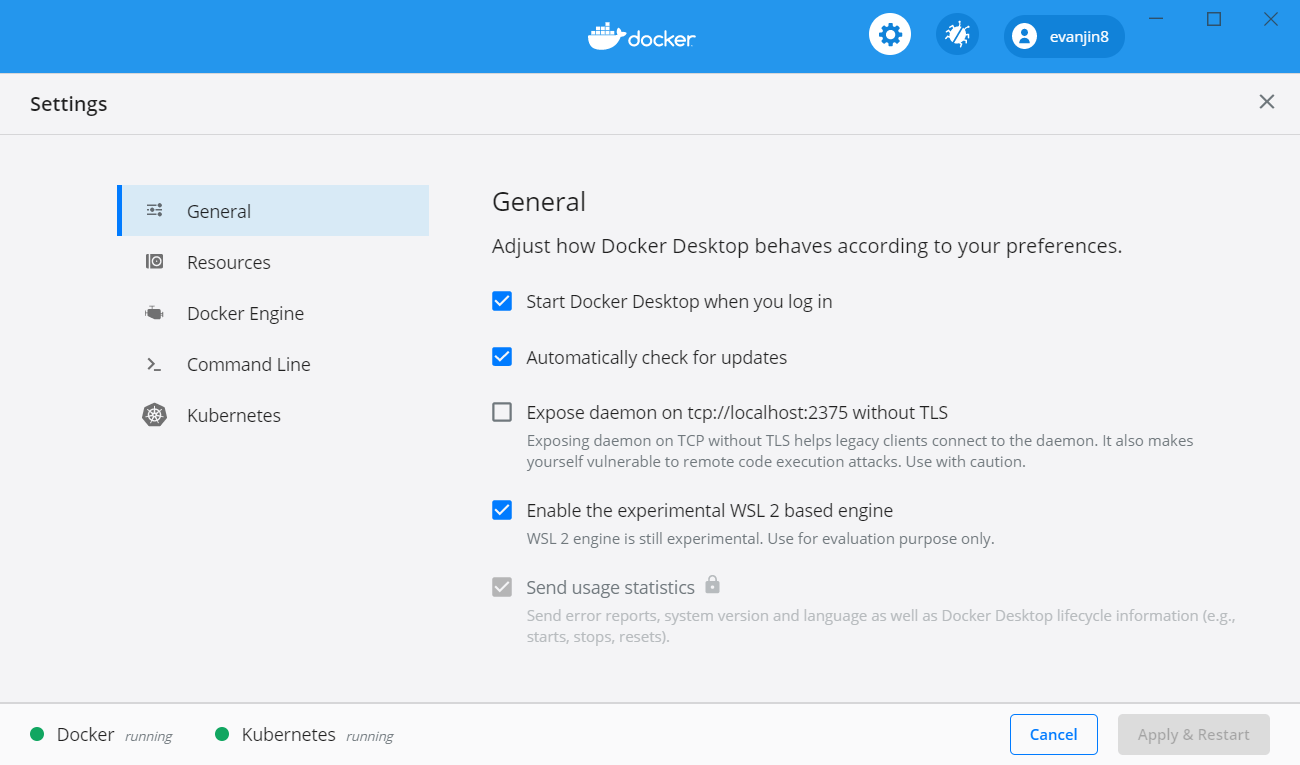 docker
evanjin8
Settings
General
Resources
Docker Engine
Command Line
Kubernetes
General
Adjust how Docker Desktop behaves according to your preferences.
Start Docker Desktop when you log in
Automatically check for updates
Expose daemon on tcp://localhost:2375 without TLS
Exposing daemon on TCP without TLS helps legacy clients connect to the daemon. It also makes
yourself vulnerable to remote code execution attacks. Use with caution.
Enable the experimental WSL 2 based engine
WSL 2 engine is still experimental. Use for evaluation purpose only.
Send usage statistics
Send error reports, system version and language as well as Docker Desktop lifecycle information (e.g.,
starts, stops, resets).
Docker running Kubernetes running Cancel Apply & Restart